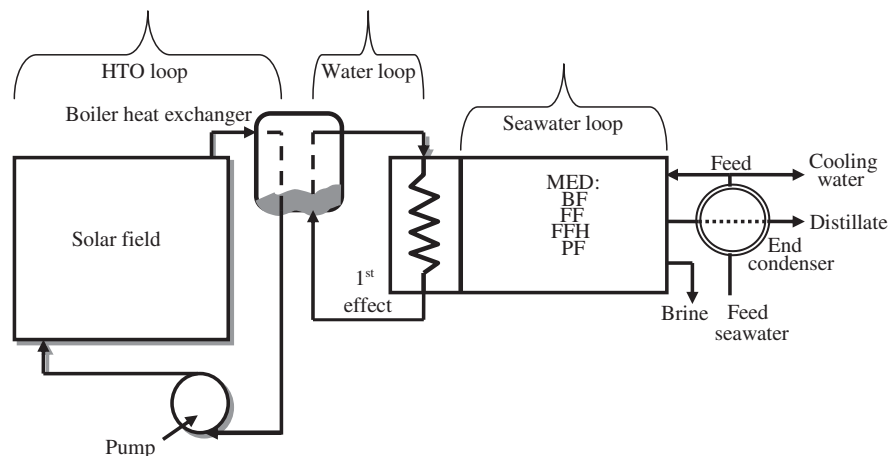 HTO loop
Water loop
Boiler heat exchanger
Seawater loop
Solar field
1st
effect
MED:
BF
FF
FFH
PF
Feed
Cooling
water
Distillate
End
condenser
Brine
Feed
seawater
Pump